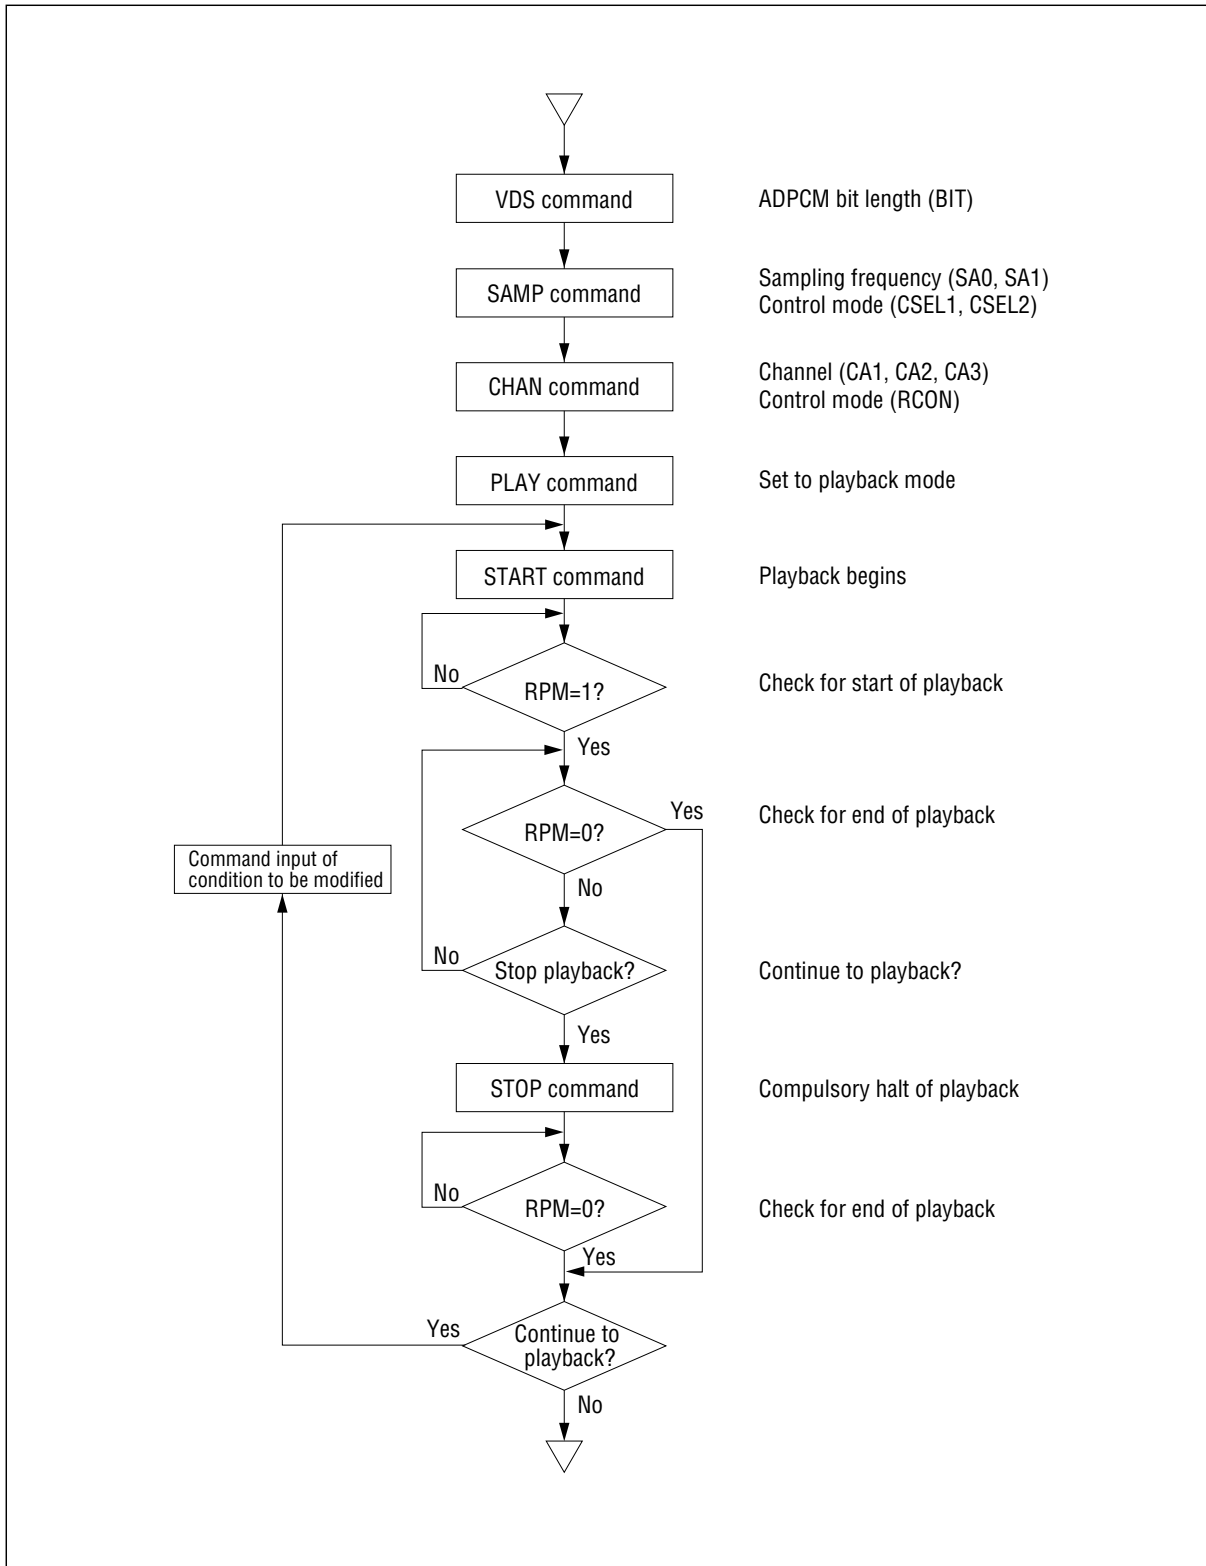 VDS command
ADPCM bit length (BIT)
SAMP command
Sampling frequency (SA0, SA1)
Control mode (CSEL1, CSEL2)
CHAN command
Channel (CA1, CA2, CA3)
Control mode (RCON)
PLAY command
Set to playback mode
START command
Playback begins
No
RPM=1?
Check for start of playback
Yes
Yes
RPM=0?
Check for end of playback
Command input of
condition to be modified
No
No
Stop playback?
Continue to playback?
Yes
STOP command
Compulsory halt of playback
No
RPM=0?
Check for end of playback
Yes
Yes
Continue to
playback?
No